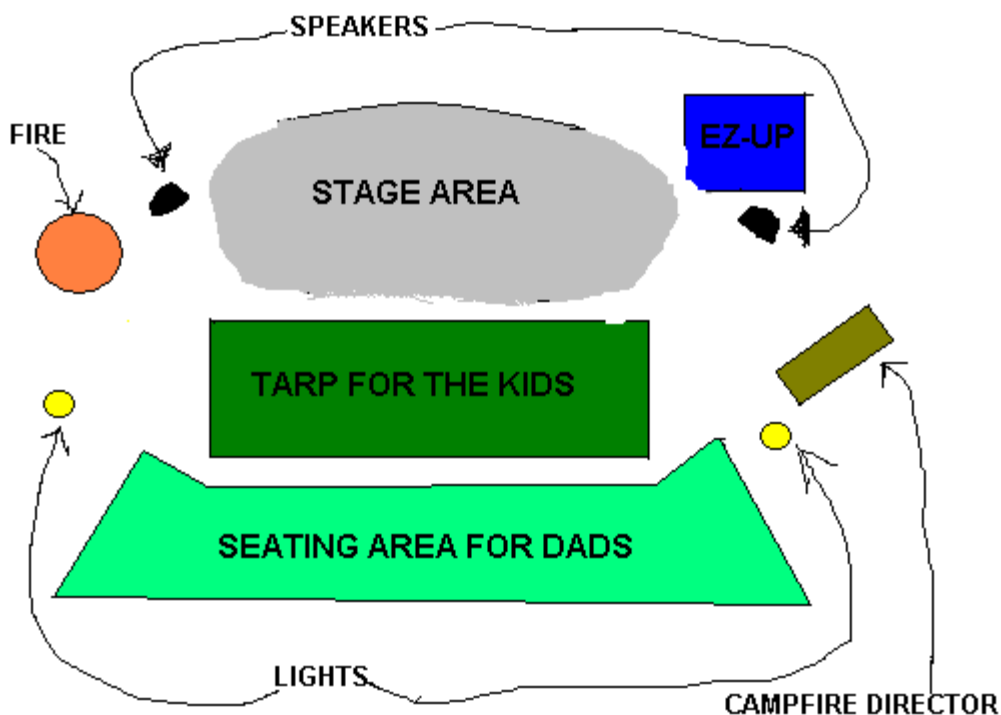 SPEAKERS
FIRE
EZ-UP
STAGE AREA
TARP FOR THE KIDS
SEATING AREA FOR DADS
LIGHTS
CAMPFIRE DIRECTOR